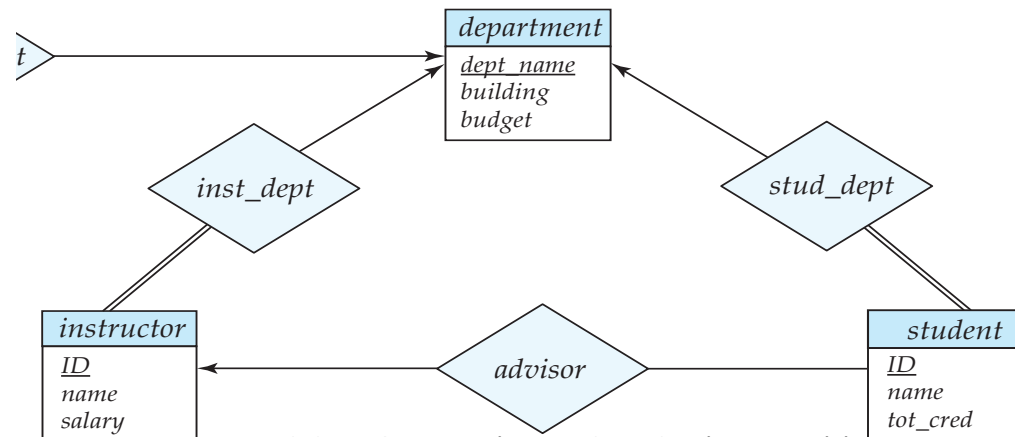 department
t
dept_name
building
budget
inst_dept
stud_dept
instructor
student
ID
name
salary
advisor
ID
name
tot_cred